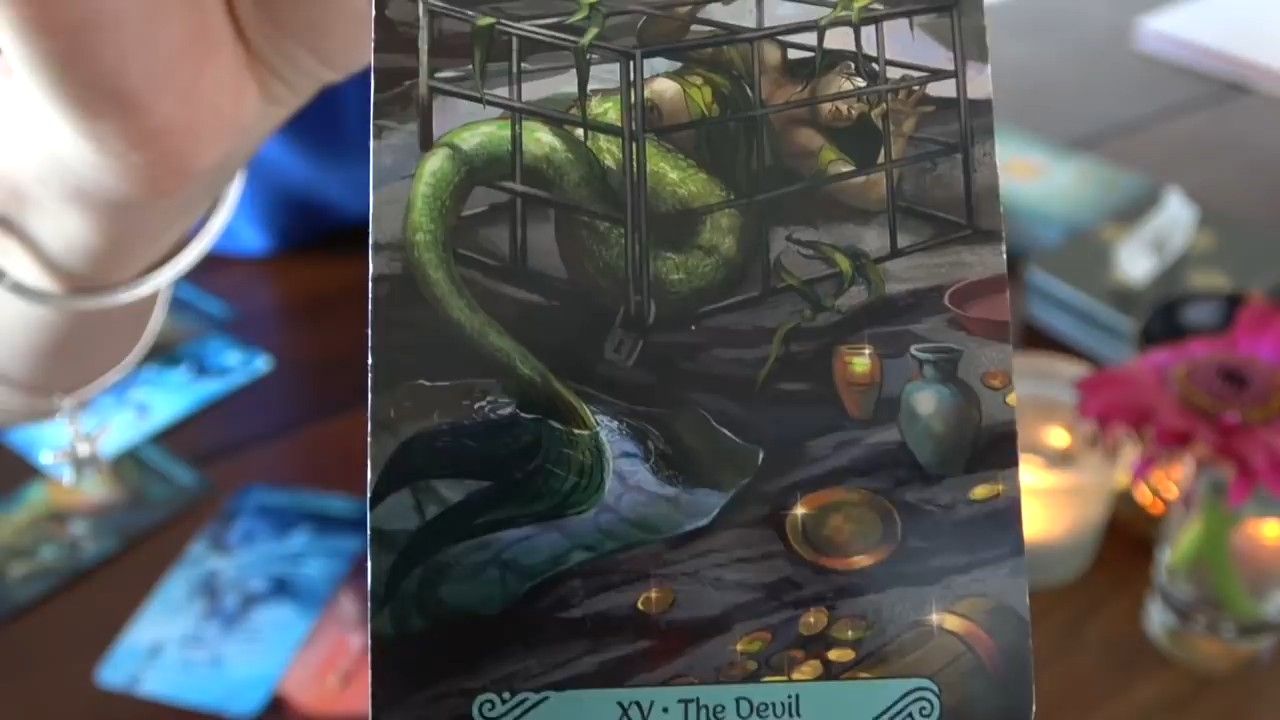 XV • The Devil